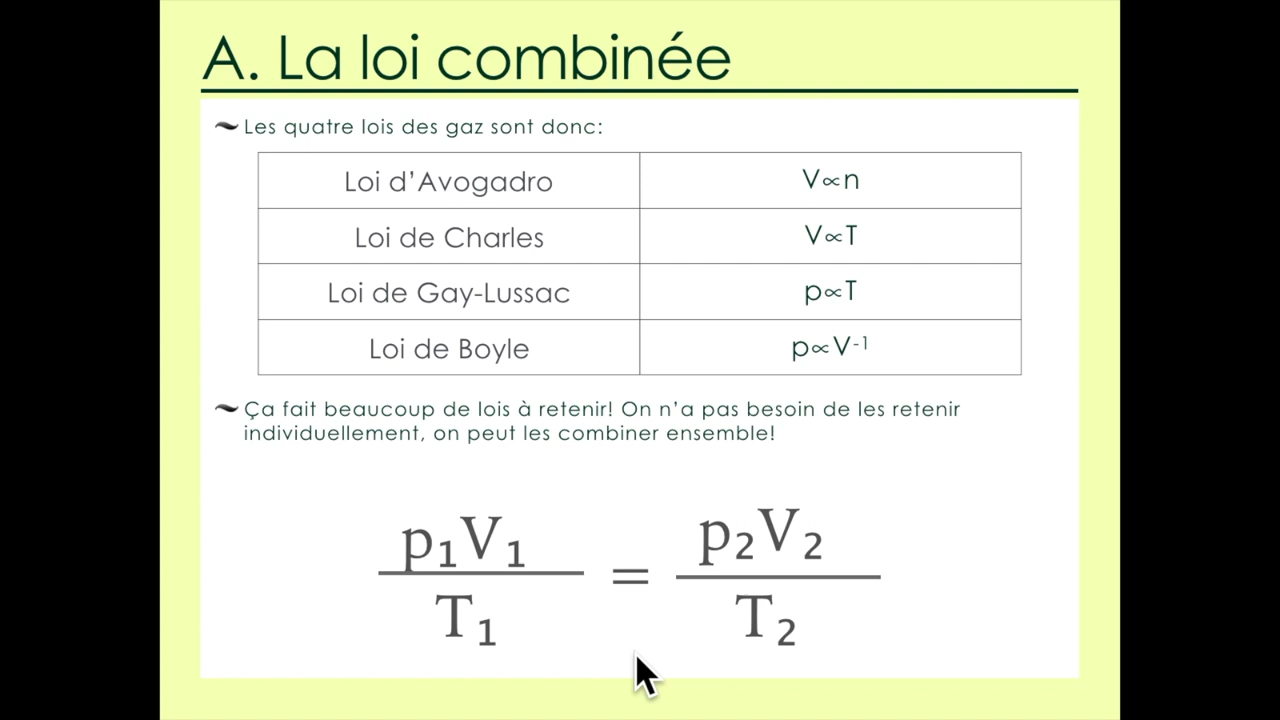 A. La loi combinée
Les quatre lois des gaz sont donc:
Loi d’Avogadro V∝n
Loi de Charles V∝T
Loi de Gay-Lussac p∝T
Loi de Boyle p∝V⁻¹
Ça fait beaucoup de lois à retenir! On n’a pas besoin de les retenir
individuellement, on peut les combiner ensemble!
p₁V₁ = p₂V₂
T₁ T₂